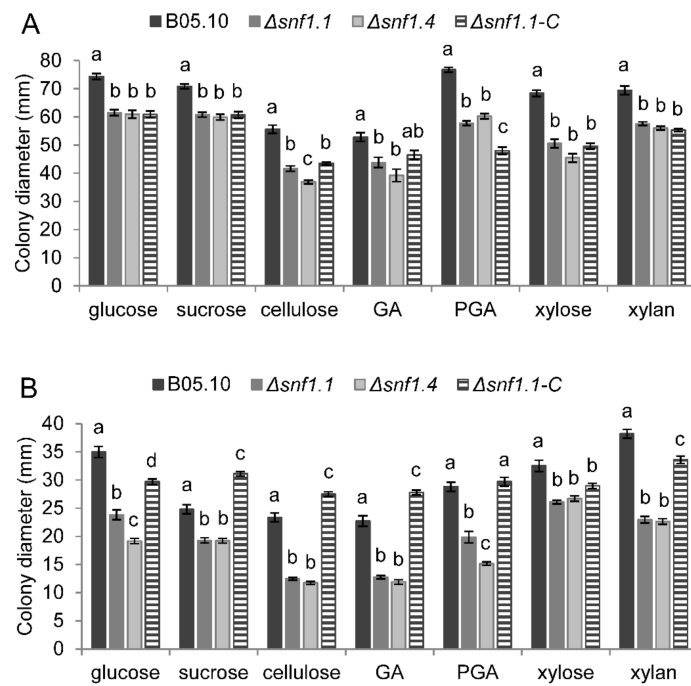 A
B05.10 Δsnf1.1 Δsnf1.4 Δsnf1.1-C
Colony diameter (mm)
80
70
60
50
40
30
20
10
0
a b b b
a b b b
a b c b
a b b ab
a b b c
a b b b
a b b b
glucose sucrose cellulose GA PGA xylose xylan
B
B05.10 Δsnf1.1 Δsnf1.4 Δsnf1.1-C
Colony diameter (mm)
40
35
30
25
20
15
10
5
0
a b c d
a b b c
a b b c
a b b c
a b c a
a b b b
a b b c
glucose sucrose cellulose GA PGA xylose xylan